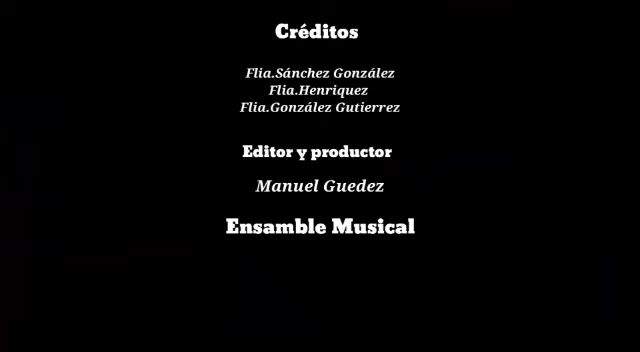 Créditos
Flia.Sánchez González
Flia.Henriquez
Flia.González Gutierrez
Editor y productor
Manuel Guedez
Ensamble Musical